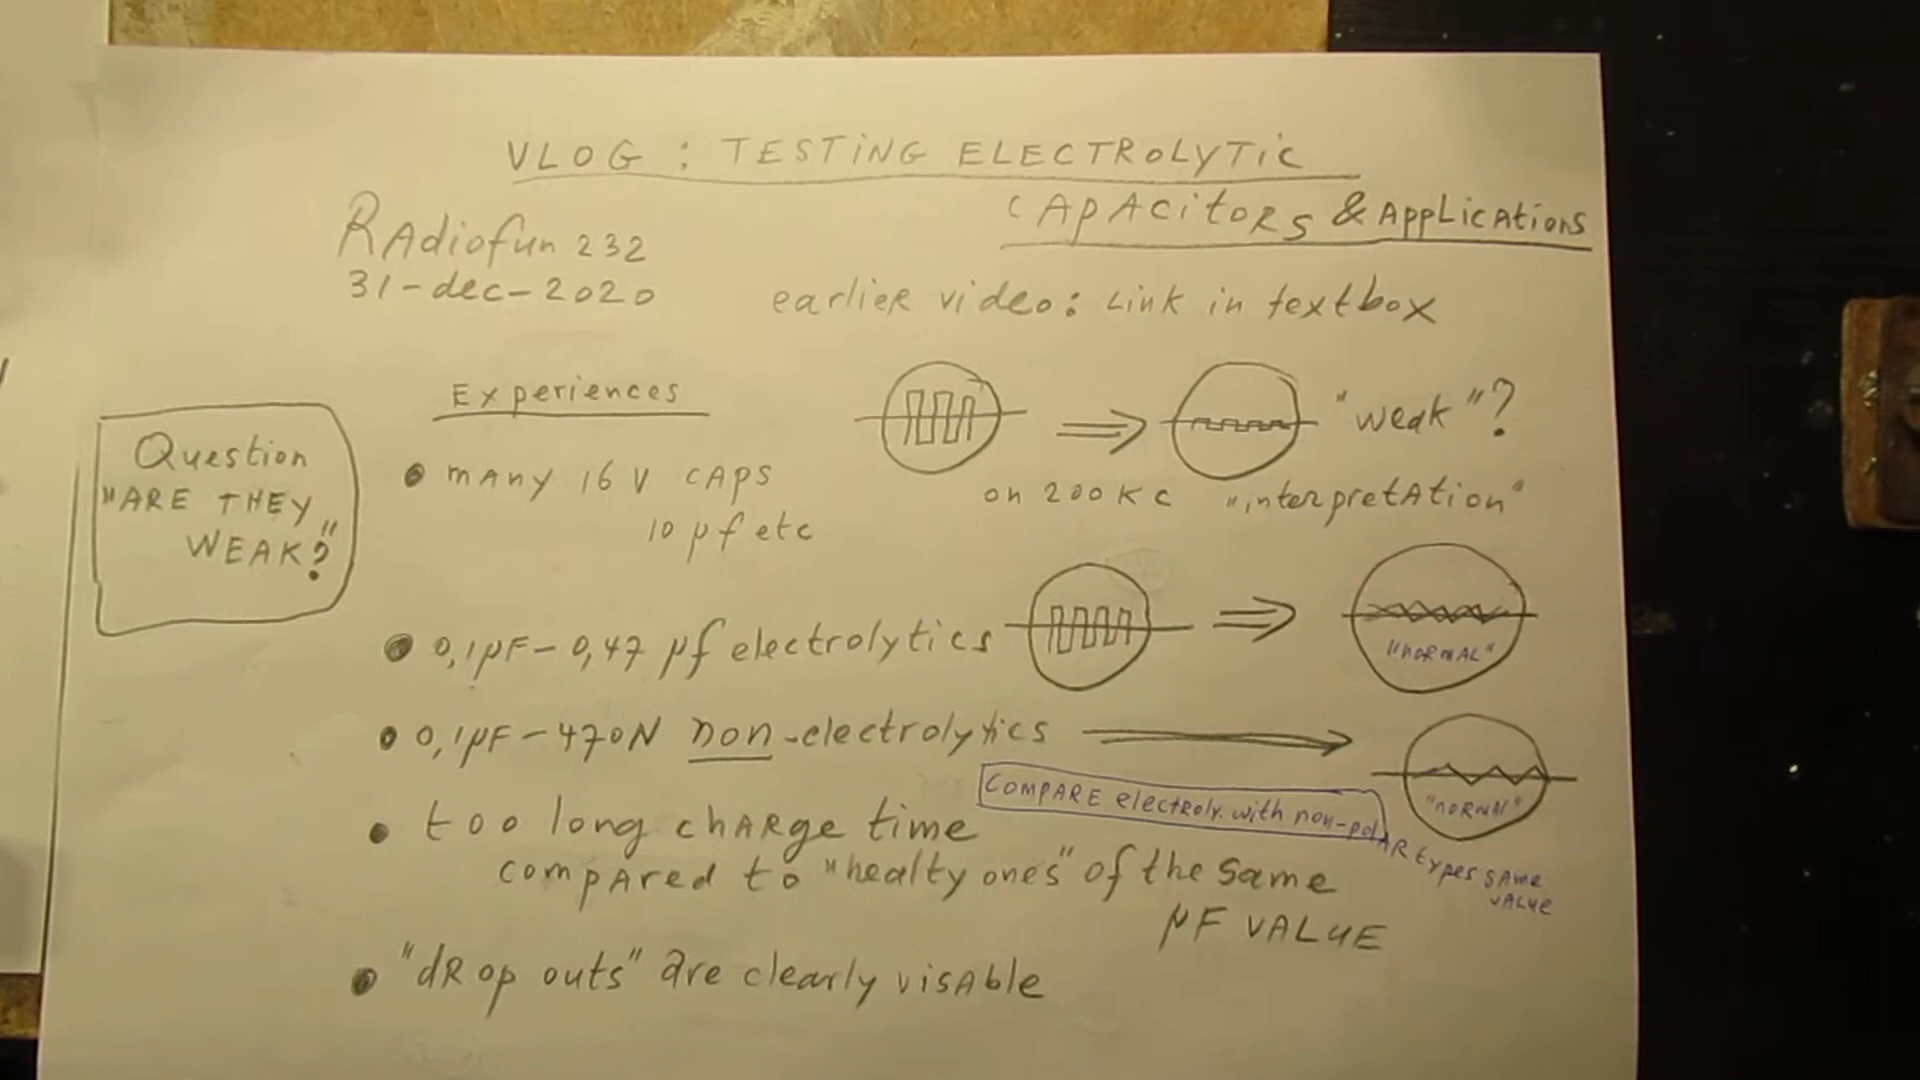 VLOG : TESTING ELECTROLYTIC
CAPACITORS & APPLICATIONS
RAdiofun 232
31-dec-2020
earlier video: Link in textbox
Question
"ARE THEY
WEAK?"
Experiences
• MANY 16 V CAPS
10 µf etc
"weak"?
on 200 KC
"interpretation"
• 0,1µF-0,47 µf electrolytics
"NORMAL"
• 0,1µF-470N non-electrolytics
"NORMAL"
COMPARE electroly. with non-polAR types SAME
VALUE
• too long chARge time
compared to "healty ones" of the same
µF VALUE
• "dRop outs" are clearly visAble